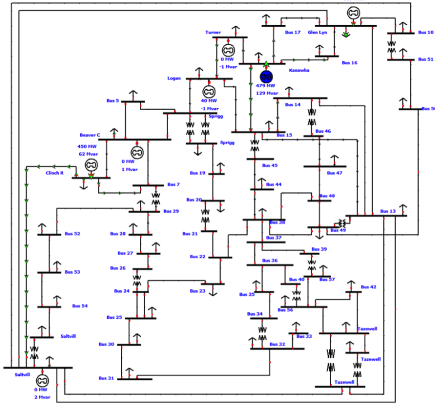 Bus 17
Glen Lyn
Turner
Bus 18
0 MW
-1 Mvar
Kanawha
Bus 16
Bus 51
Logan
479 MW
129 Mvar
40 MW
-1 Mvar
Bus 5
Bus 14
Sprigg
Bus 15
Bus 46
Beaver C
Sprigg
450 MW
62 Mvar
0 MW
1 Mvar
Clinch R
Bus 7
Bus 19
Bus 45
Bus 47
Bus 44
Bus 20
Bus 48
Bus 29
Bus 13
Bus 52
Bus 28
Bus 21
Bus 49
Bus 37
Bus 27
Bus 39
Bus 22
Bus 26
Bus 36
Bus 53
Bus 57
Bus 24
Bus 23
Bus 40
Bus 42
Bus 35
Bus 54
Bus 56
Bus 25
Bus 34
Tazewell
Saltvill
Bus 33
Bus 30
Bus 32
Tazewell
Saltvill
Bus 31
Tazewell
0 MW
2 Mvar